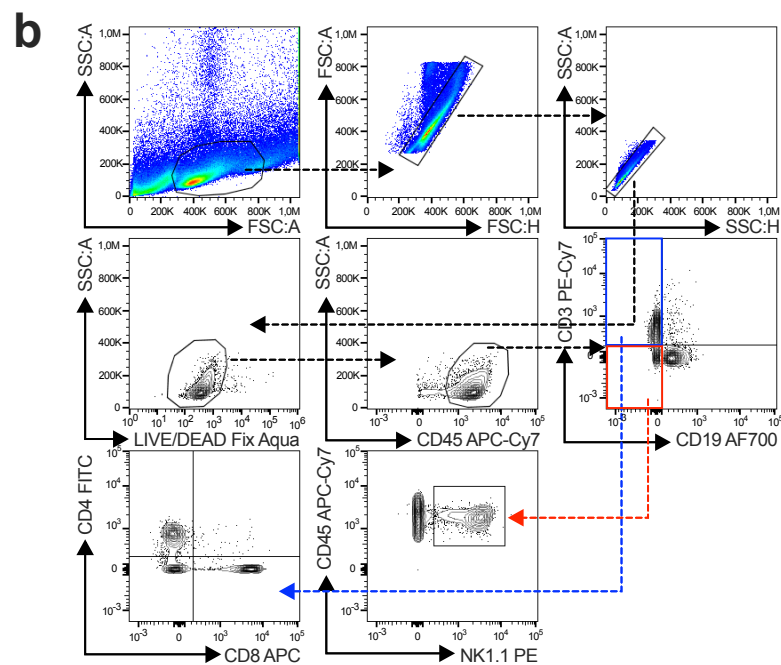 b
SSC:A
1,0M
800K
600K
400K
200K
0
0 200K 400K 600K 800K 1,0M
FSC:A
FSC:A
1,0M
800K
600K
400K
200K
0
0 200K 400K 600K 800K 1,0M
FSC:H
SSC:A
1,0M
800K
600K
400K
200K
0
0 200K 400K 600K 800K 1,0M
SSC:H
SSC:A
1,0M
800K
600K
400K
200K
0
10^0 10^1 10^2 10^3 10^4 10^5 10^6
LIVE/DEAD Fix Aqua
SSC:A
1,0M
800K
600K
400K
200K
0
-10^3 0 10^3 10^4 10^5
CD45 APC-Cy7
CD3 PE-Cy7
10^5
10^4
10^3
0
-10^3
-10^3 0 10^3 10^4 10^5
CD19 AF700
CD4 FITC
10^5
10^4
10^3
0
-10^3
-10^3 0 10^3 10^4 10^5
CD8 APC
CD45 APC-Cy7
10^5
10^4
10^3
0
-10^3
-10^3 0 10^3 10^4 10^5
NK1.1 PE